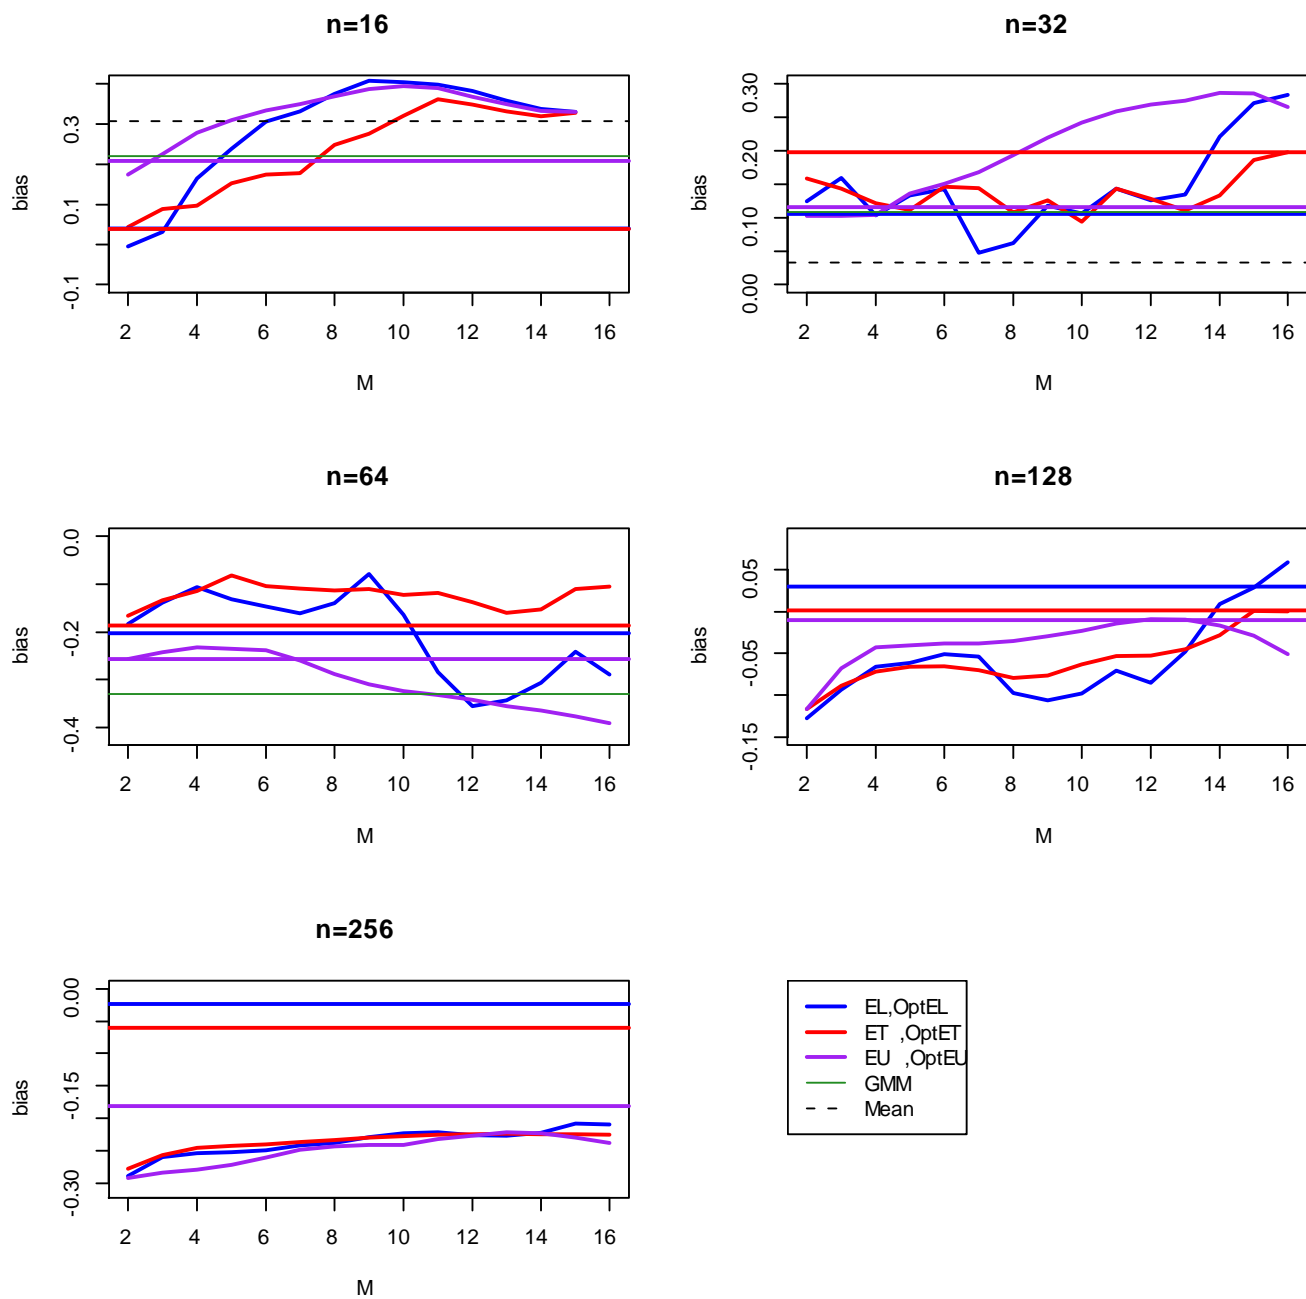 n=16
bias
0.3
0.1
-0.1
2 4 6 8 10 12 14 16
M
n=32
bias
0.30
0.20
0.10
0.00
2 4 6 8 10 12 14 16
M
n=64
bias
0.0
-0.2
-0.4
2 4 6 8 10 12 14 16
M
n=128
bias
0.05
-0.05
-0.15
2 4 6 8 10 12 14 16
M
n=256
bias
0.00
-0.15
-0.30
2 4 6 8 10 12 14 16
M
EL,OptEL
ET ,OptET
EU ,OptEU
GMM
Mean